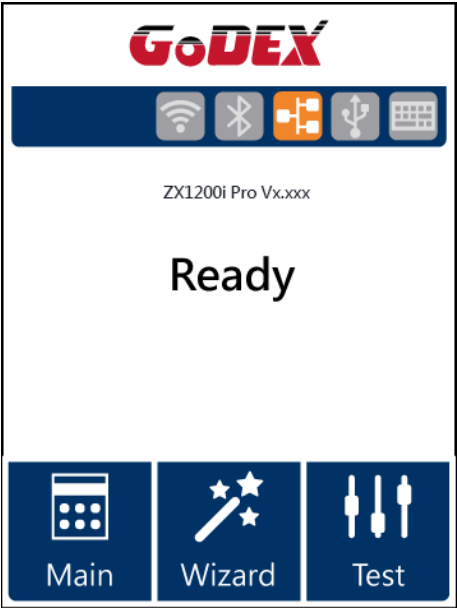 GoDEX
ZX1200i Pro Vx.xxx
Ready
Main
Wizard
Test